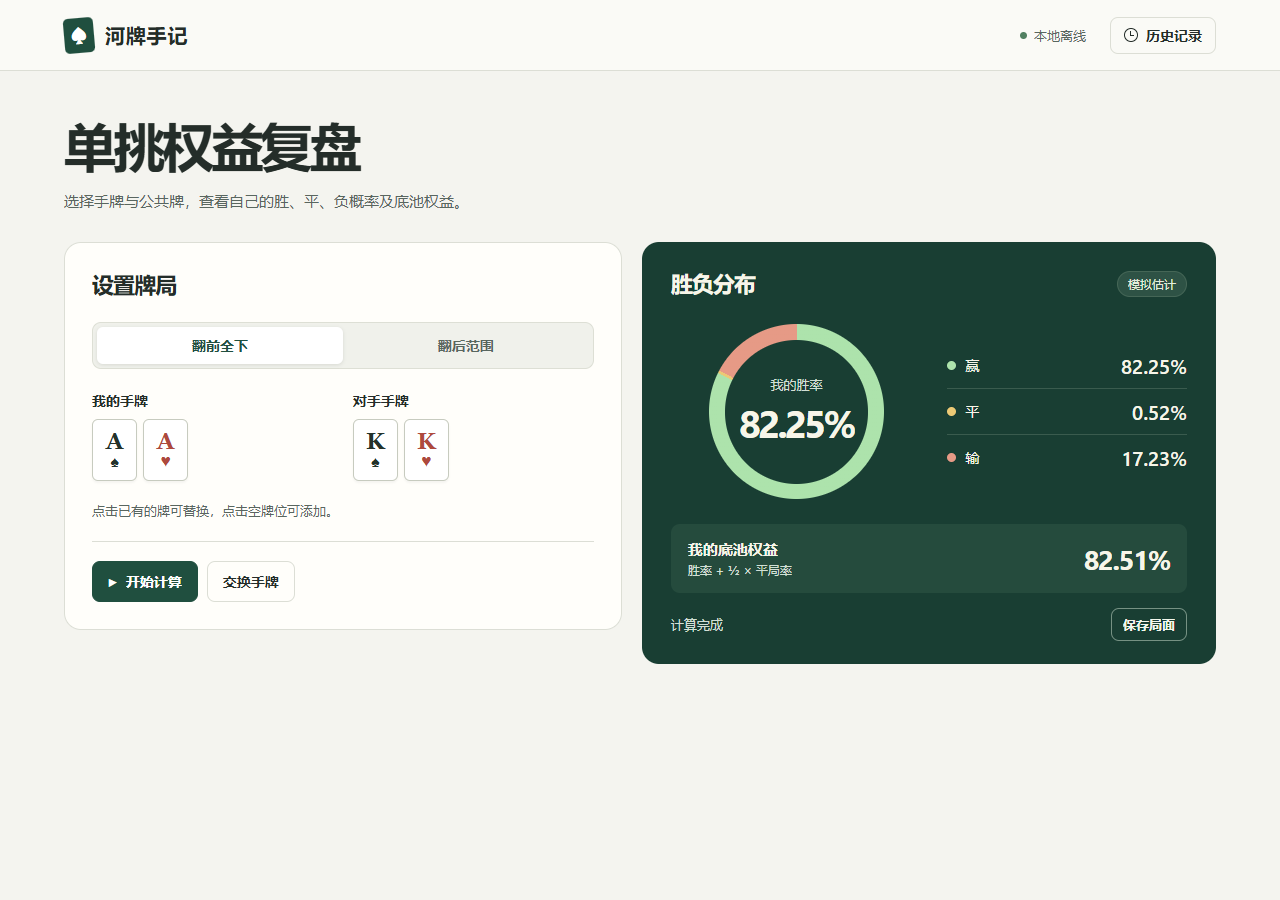 河牌手记
本地离线
历史记录
单挑权益复盘
选择手牌与公共牌，查看自己的胜、平、负概率及底池权益。
设置牌局
翻前全下
翻后范围
我的手牌
对手手牌
A♠
A♥
K♠
K♥
点击已有的牌可替换，点击空牌位可添加。
▶ 开始计算
交换手牌
胜负分布
模拟估计
我的胜率
82.25%
赢 82.25%
平 0.52%
输 17.23%
我的底池权益
胜率 + ½ × 平局率
82.51%
计算完成
保存局面